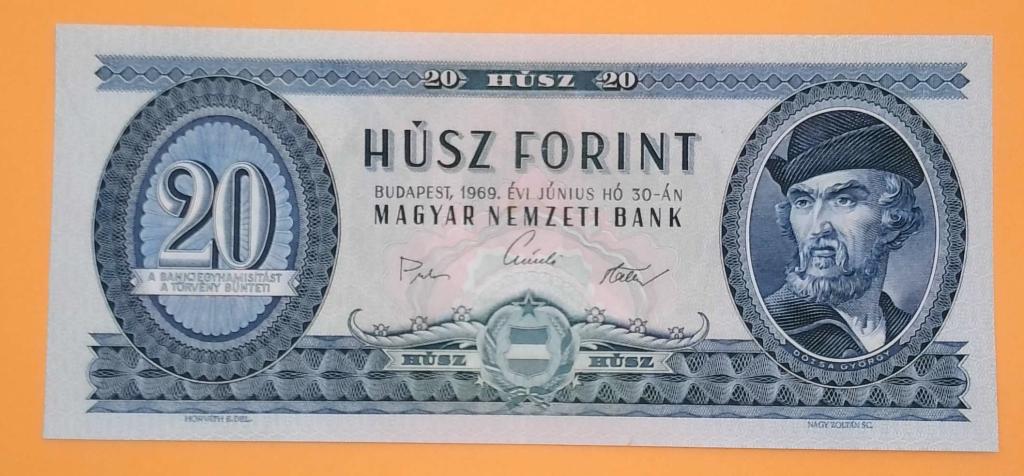 20 HÚSZ 20
HÚSZ FORINT
BUDAPEST, 1969. ÉVI JÚNIUS HÓ 30-ÁN
MAGYAR NEMZETI BANK
20
A BANKJEGYHAMISÍTÁST
A TÖRVÉNY BÜNTETI
HÚSZ HÚSZ
DÓZSA GYÖRGY
HORVÁTH E. DEL.
NAGY ZOLTÁN SC.